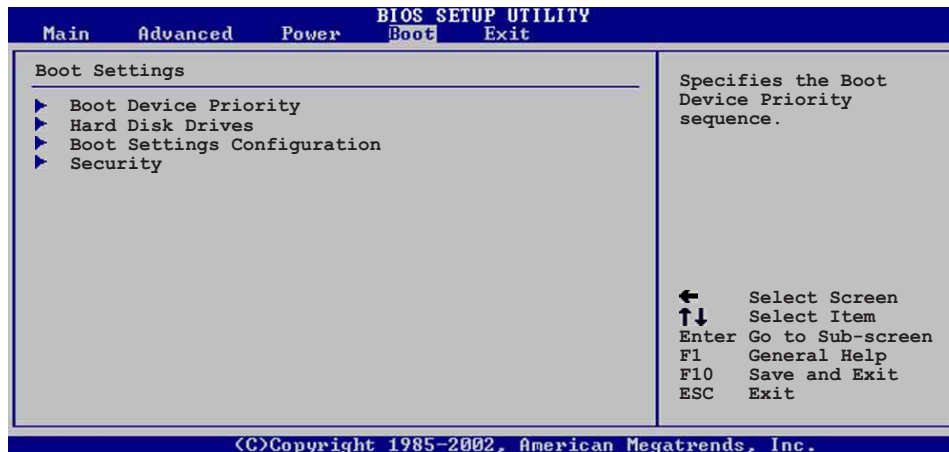 BIOS SETUP UTILITY
Main Advanced Power Boot Exit
Boot Settings
Boot Device Priority
Hard Disk Drives
Boot Settings Configuration
Security
Specifies the Boot
Device Priority
sequence.
← Select Screen
↑↓ Select Item
Enter Go to Sub-screen
F1 General Help
F10 Save and Exit
ESC Exit
(C)Copyright 1985-2002, American Megatrends, Inc.